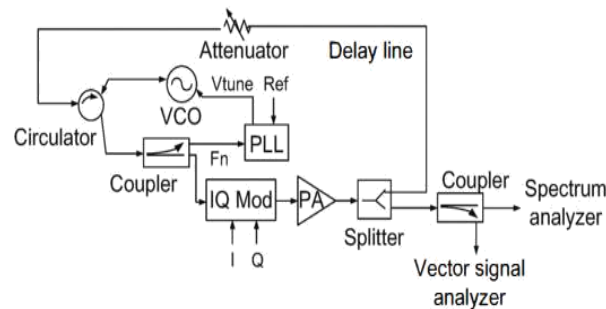 Attenuator
Delay line
Vtune Ref
VCO
Circulator
PLL
Fn
Coupler
IQ Mod
PA
Splitter
Coupler
Spectrum
analyzer
I Q
Vector signal
analyzer